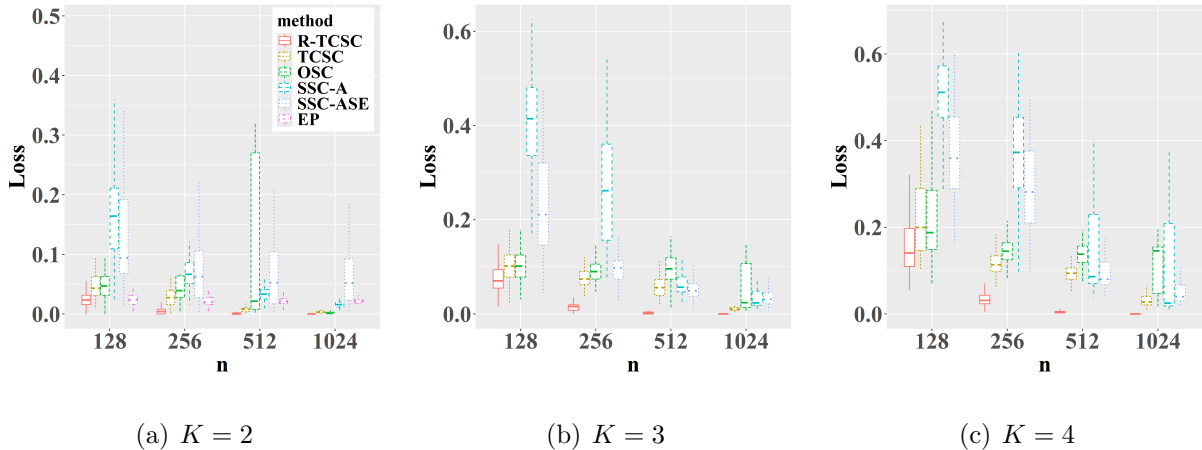 Loss
0.5
0.4
0.3
0.2
0.1
0.0
method
R-TCSC
TCSC
OSC
SSC-A
SSC-ASE
EP
128 256 512 1024
n
(a) K = 2
Loss
0.6
0.4
0.2
0.0
128 256 512 1024
n
(b) K = 3
Loss
0.6
0.4
0.2
0.0
128 256 512 1024
n
(c) K = 4